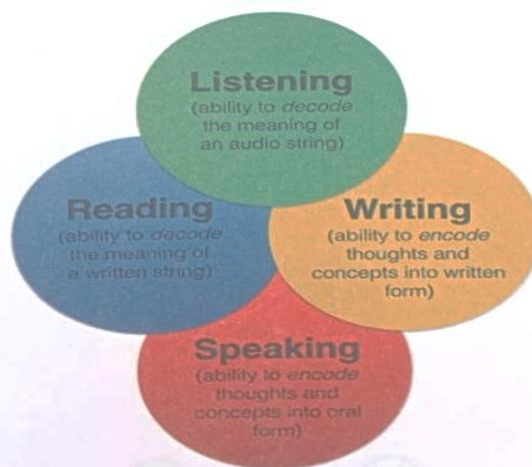 Listening
(ability to decode
the meaning of
an audio string)
Reading
(ability to decode
the meaning of
a written string)
Writing
(ability to encode
thoughts and
concepts into written
form)
Speaking
(ability to encode
thoughts and
concepts into oral
form)